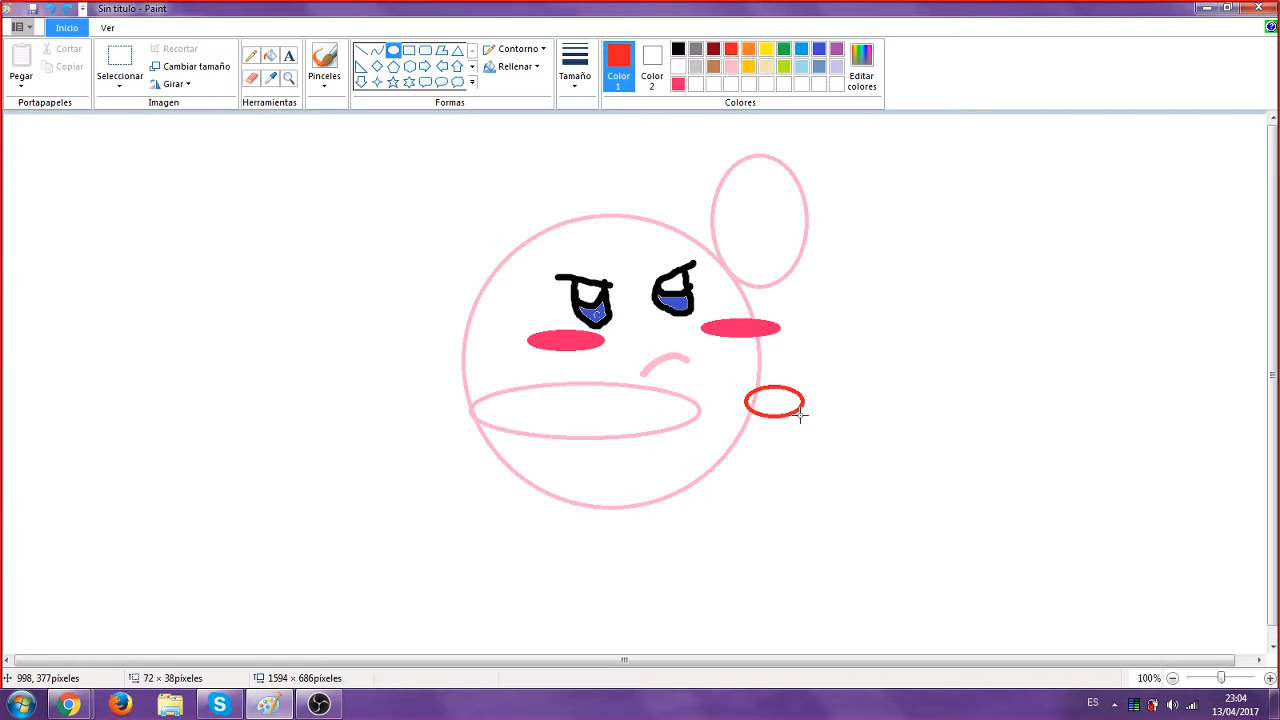 Sin título - Paint
Inicio
Ver
Pegar
Cortar
Copiar
Portapapeles
Seleccionar
Recortar
Cambiar tamaño
Girar
Imagen
A
Herramientas
Pinceles
Contorno
Rellenar
Formas
Tamaño
Color
1
Color
2
Editar
colores
Colores
998, 377píxeles
72 × 38píxeles
1594 × 686píxeles
100%
ES
23:04
13/04/2017